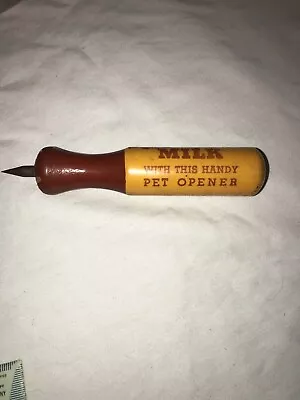 MILK
WITH THIS HANDY
PET OPENER